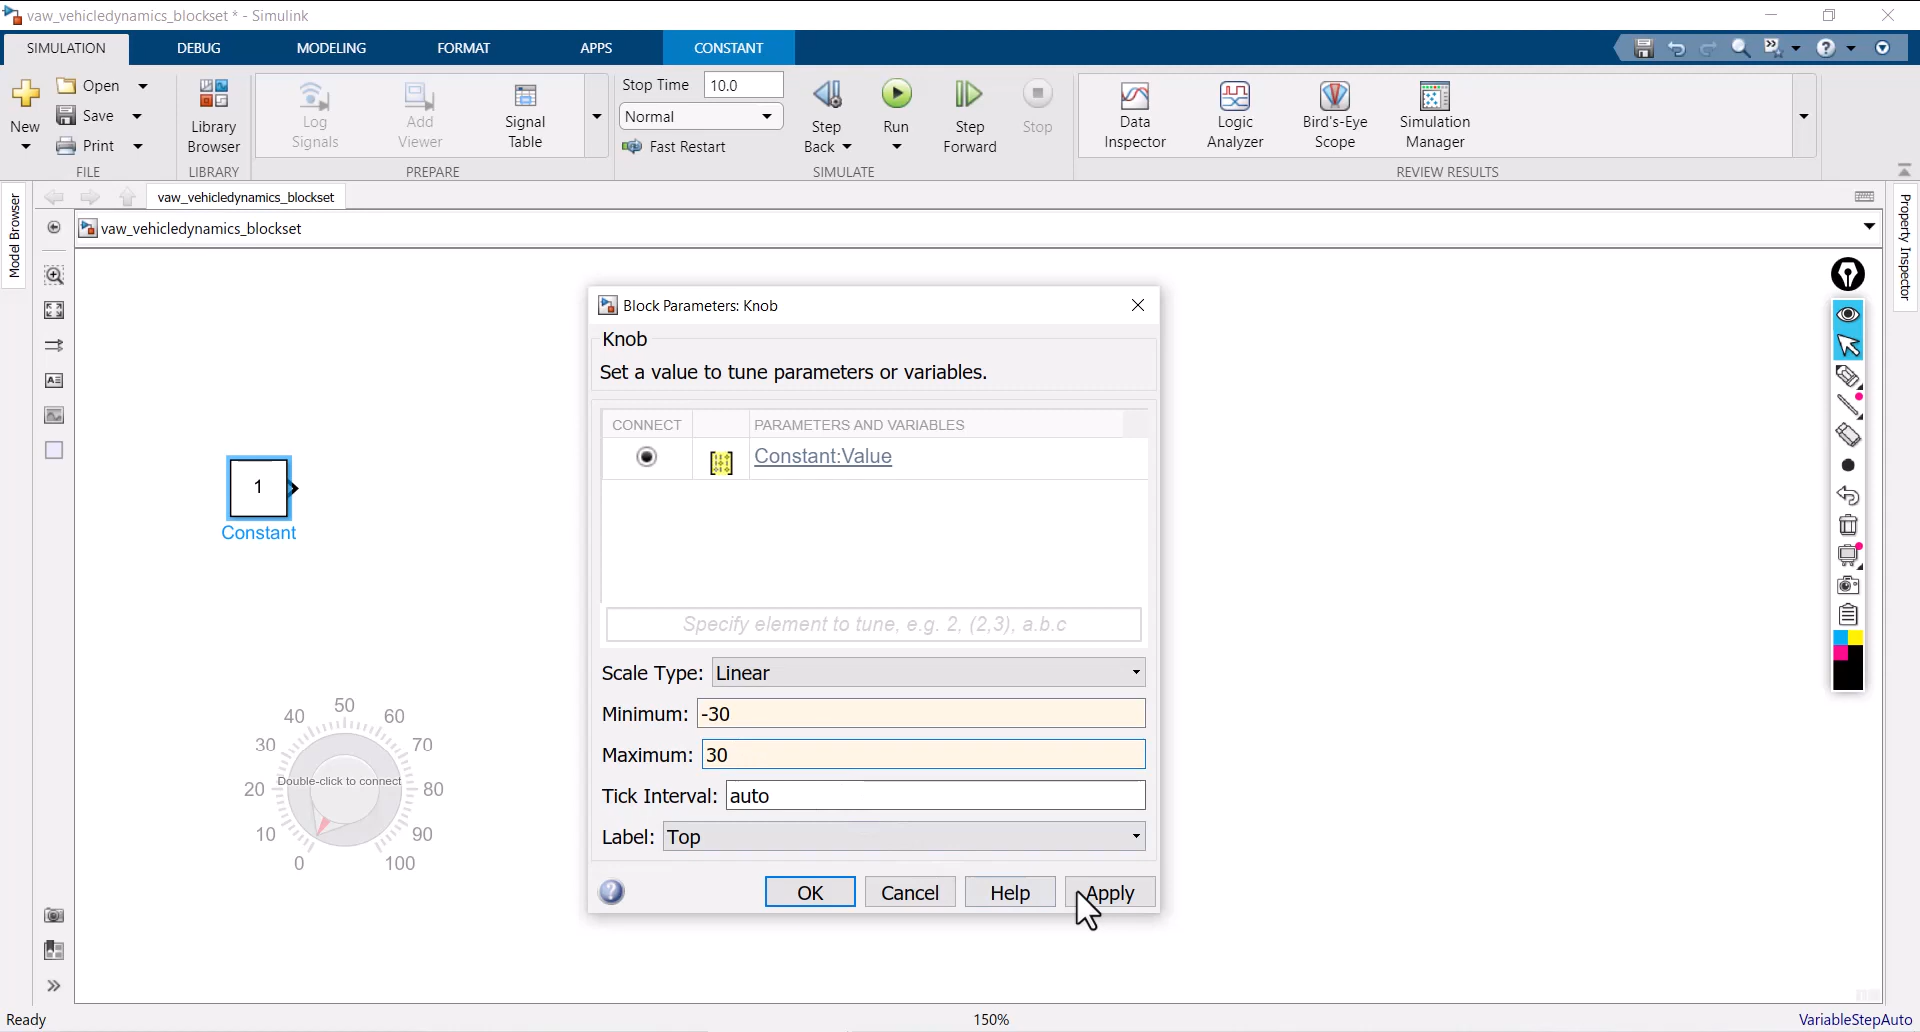 vaw_vehicledynamics_blockset * - Simulink
SIMULATION
DEBUG
MODELING
FORMAT
APPS
CONSTANT
New
Open
Save
Print
FILE
Library
Browser
LIBRARY
Log
Signals
Add
Viewer
Signal
Table
PREPARE
Stop Time 10.0
Normal
Fast Restart
Step
Back
Run
Step
Forward
Stop
SIMULATE
Data
Inspector
Logic
Analyzer
Bird's-Eye
Scope
Simulation
Manager
REVIEW RESULTS
Model Browser
vaw_vehicledynamics_blockset
vaw_vehicledynamics_blockset
Property Inspector
1
Constant
0
10
20
30
40
50
60
70
80
90
100
Double-click to connect
Block Parameters: Knob
Knob
Set a value to tune parameters or variables.
CONNECT
PARAMETERS AND VARIABLES
Constant:Value
Specify element to tune, e.g. 2, (2,3), a.b.c
Scale Type: Linear
Minimum: -30
Maximum: 30
Tick Interval: auto
Label: Top
OK
Cancel
Help
Apply
Ready
150%
VariableStepAuto